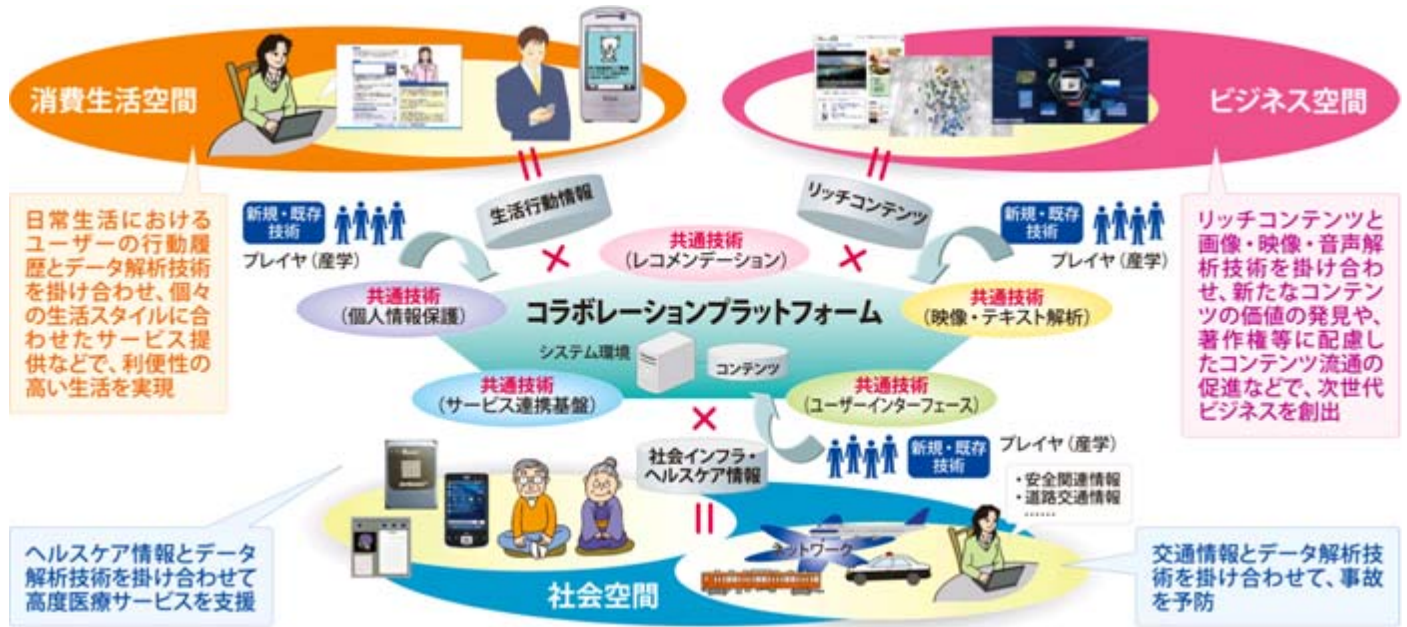 消費生活空間
ビジネス空間
生活行動情報
リッチコンテンツ
日常生活における
ユーザーの行動履
歴とデータ解析技術
を掛け合わせ、個々
の生活スタイルに合
わせたサービス提
供などで、利便性の
高い生活を実現
新規・既存
技術
プレイヤ(産学)
共通技術
(レコメンデーション)
新規・既存
技術
プレイヤ(産学)
リッチコンテンツと
画像・映像・音声解
析技術を掛け合わ
せ、新たなコンテン
ツの価値の発見や、
著作権等に配慮し
たコンテンツ流通の
促進などで、次世代
ビジネスを創出
共通技術
(個人情報保護)
コラボレーションプラットフォーム
共通技術
(映像・テキスト解析)
システム環境
コンテンツ
共通技術
(サービス連携基盤)
共通技術
(ユーザーインターフェース)
社会インフラ・
ヘルスケア情報
新規・既存
技術
プレイヤ(産学)
・安全関連情報
・道路交通情報
……
ネットワーク
社会空間
ヘルスケア情報とデータ
解析技術を掛け合わせて
高度医療サービスを支援
交通情報とデータ解析技
術を掛け合わせて、事故
を予防